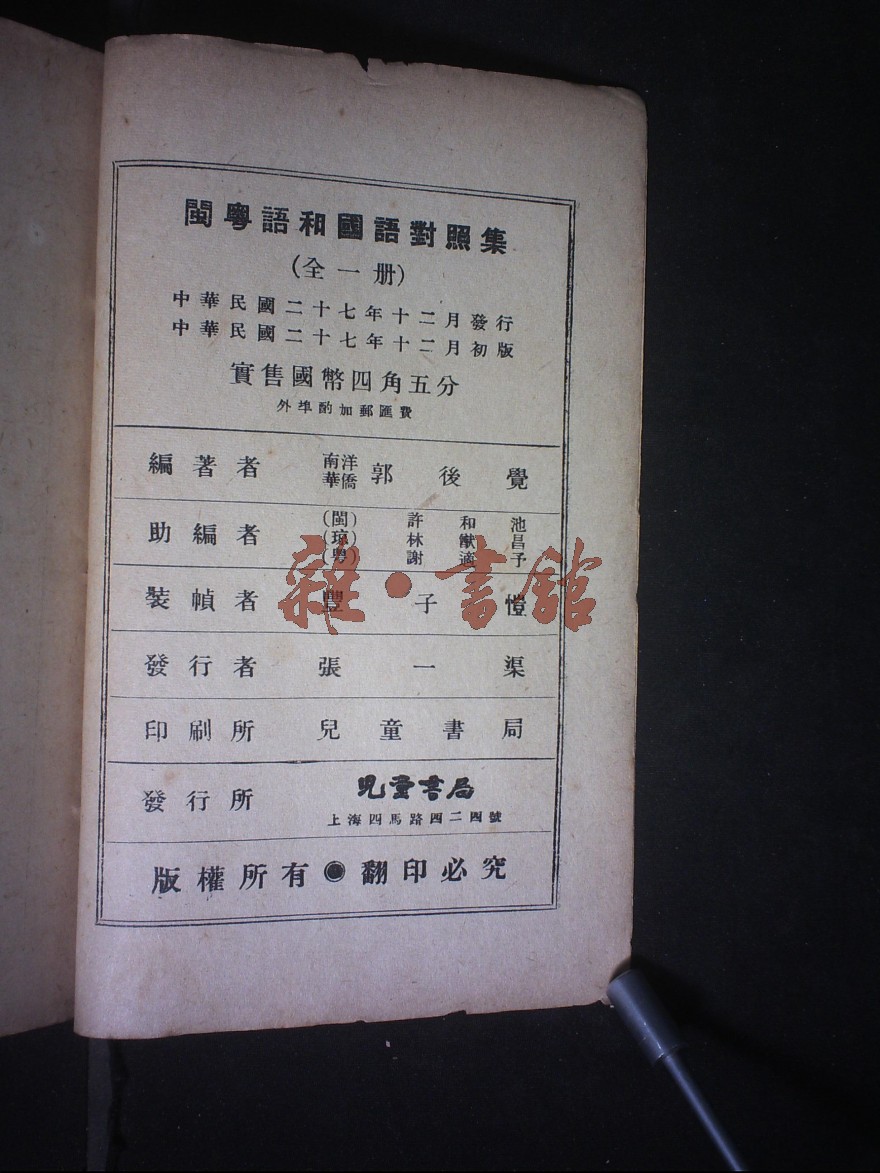 閩粵語和國語對照集
(全一册)
中華民國二十七年十二月發行
中華民國二十七年十二月初版
實售國幣四角五分
外埠酌加郵匯費
編著者 南洋華僑 郭後覺
助編者 (閩) 許和池
(瓊) 林猷昌
(粵) 謝適予
裝幀者 豐子愷
發行者 張一渠
印刷所 兒童書局
發行所 兒童書局
上海四馬路四二四號
版權所有●翻印必究
雜·書館